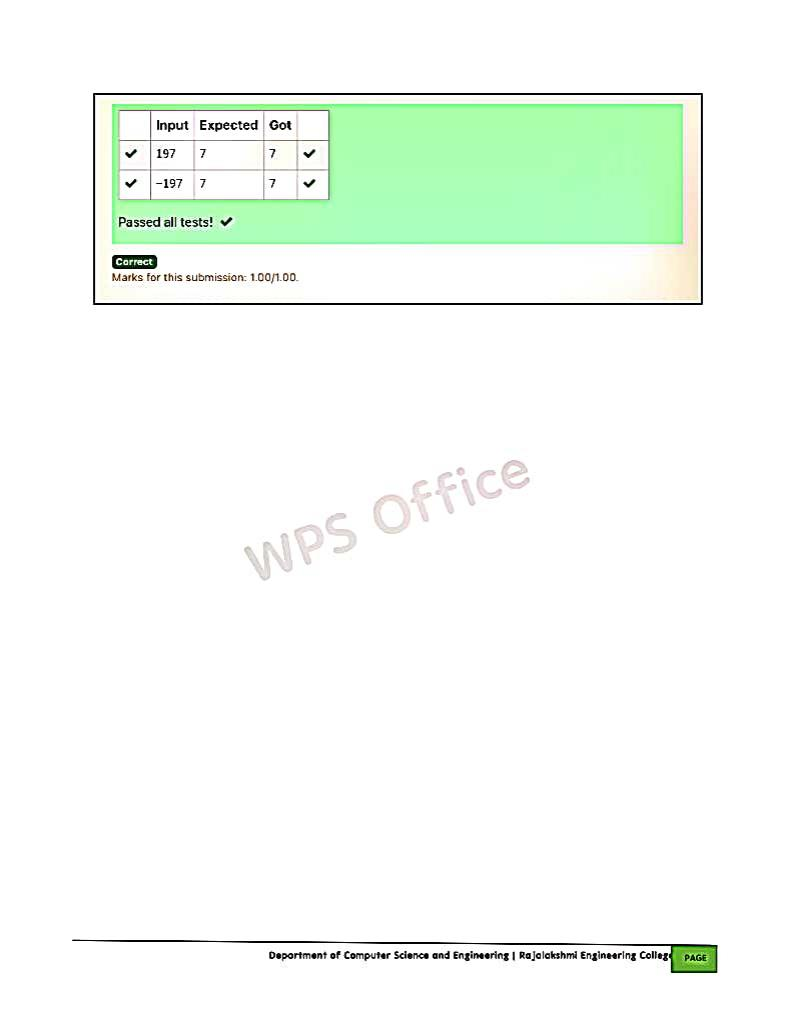 Input Expected Got
✔ 197 7 7 ✔
✔ -197 7 7 ✔
Passed all tests! ✔
Correct
Marks for this submission: 1.00/1.00.
WPS Office
Department of Computer Science and Engineering | Rajalakshmi Engineering College
PAGE